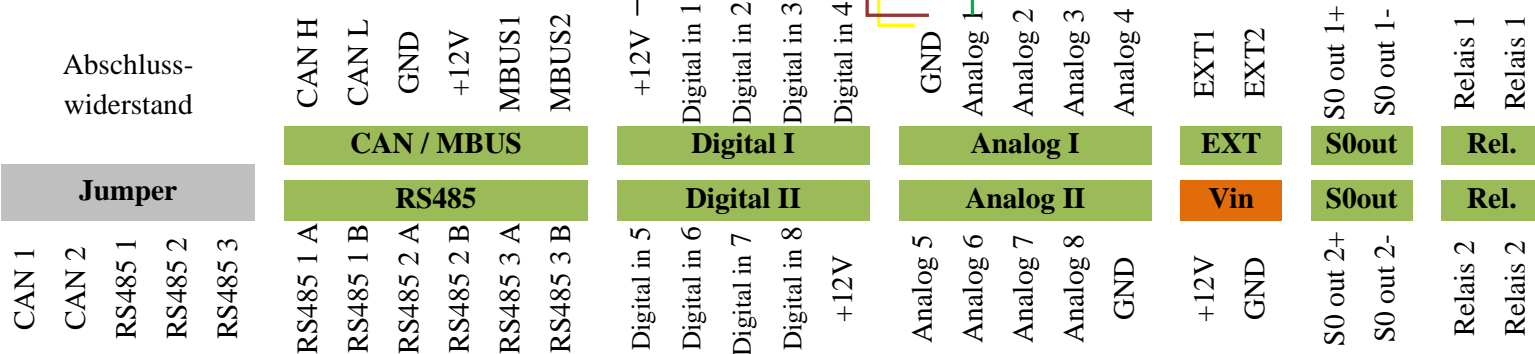 Abschluss-
widerstand
CAN H
CAN L
GND
+12V
MBUS1
MBUS2
+12V
Digital in 1
Digital in 2
Digital in 3
Digital in 4
GND
Analog 1
Analog 2
Analog 3
Analog 4
EXT1
EXT2
S0 out 1+
S0 out 1-
Relais 1
Relais 1
CAN / MBUS
Digital I
Analog I
EXT
S0out
Rel.
Jumper
RS485
Digital II
Analog II
Vin
S0out
Rel.
CAN 1
CAN 2
RS485 1
RS485 2
RS485 3
RS485 1 A
RS485 1 B
RS485 2 A
RS485 2 B
RS485 3 A
RS485 3 B
Digital in 5
Digital in 6
Digital in 7
Digital in 8
+12V
Analog 5
Analog 6
Analog 7
Analog 8
GND
+12V
GND
S0 out 2+
S0 out 2-
Relais 2
Relais 2